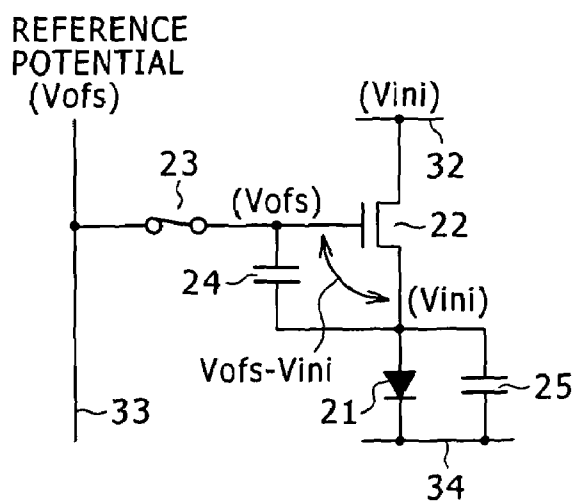 REFERENCE
POTENTIAL
(Vofs)
(Vini)
32
23
(Vofs)
22
24
(Vini)
Vofs-Vini
21
25
33
34